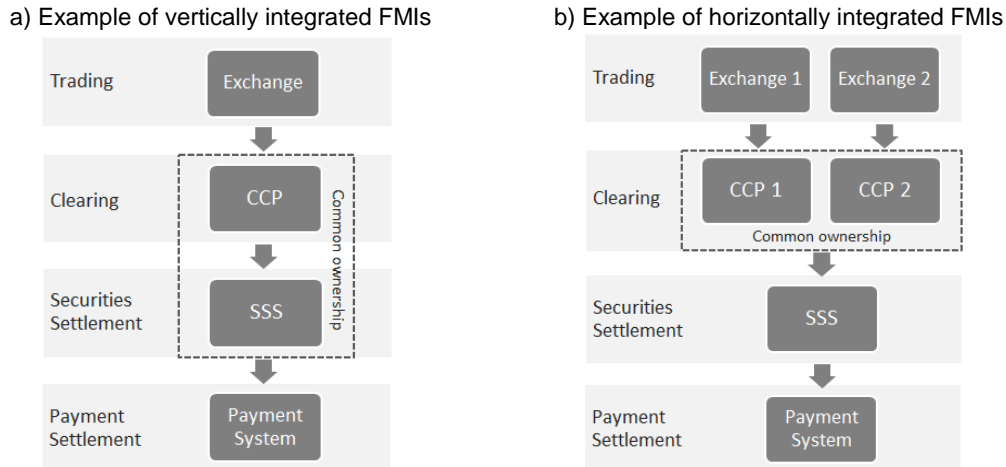 a) Example of vertically integrated FMIs
Trading
Exchange
Clearing
CCP
Common ownership
Securities
Settlement
SSS
Payment
Settlement
Payment
System
b) Example of horizontally integrated FMIs
Trading
Exchange 1
Exchange 2
Clearing
CCP 1
CCP 2
Common ownership
Securities
Settlement
SSS
Payment
Settlement
Payment
System